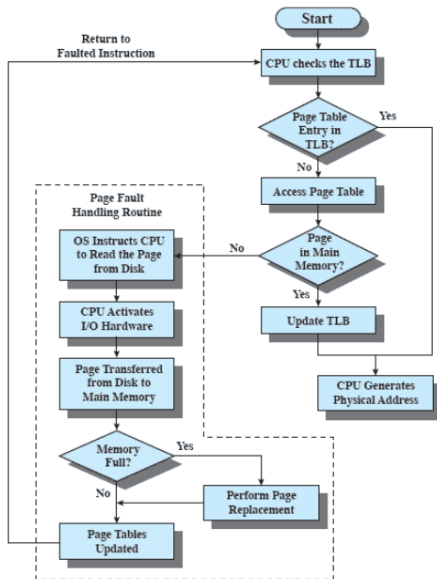 Start
Return to
Faulted Instruction
CPU checks the TLB
Page Table
Entry in
TLB?
Yes
No
Access Page Table
Page Fault
Handling Routine
OS Instructs CPU
to Read the Page
from Disk
No
Page
in Main
Memory?
Yes
CPU Activates
I/O Hardware
Update TLB
Page Transferred
from Disk to
Main Memory
CPU Generates
Physical Address
Memory
Full?
Yes
No
Perform Page
Replacement
Page Tables
Updated